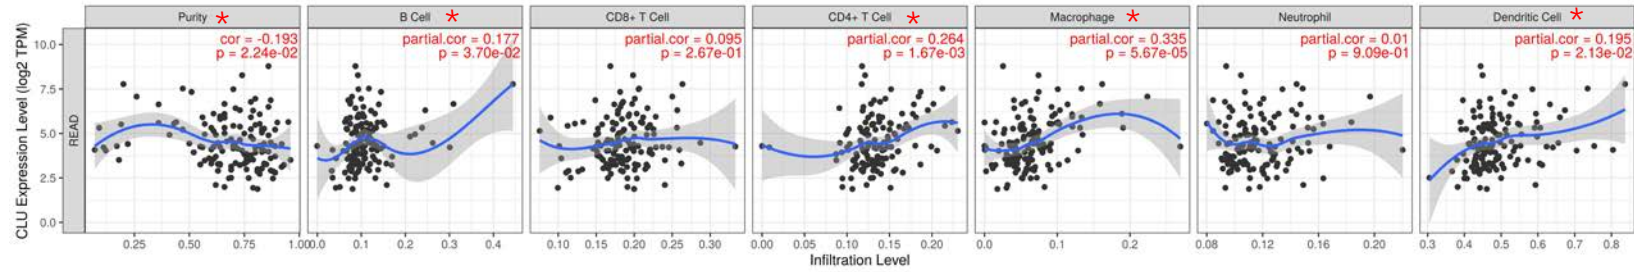 Purity *
B Cell *
CD8+ T Cell
CD4+ T Cell *
Macrophage *
Neutrophil
Dendritic Cell *
cor = -0.193
p = 2.24e-02
partial.cor = 0.177
p = 3.70e-02
partial.cor = 0.095
p = 2.67e-01
partial.cor = 0.264
p = 1.67e-03
partial.cor = 0.335
p = 5.67e-05
partial.cor = 0.01
p = 9.09e-01
partial.cor = 0.195
p = 2.13e-02
CLU Expression Level (log2 TPM)
READ
10.0
7.5
5.0
2.5
0.0
0.25 0.50 0.75 1.00
0.0 0.1 0.2 0.3 0.4
0.10 0.15 0.20 0.25 0.30
0.00 0.05 0.10 0.15 0.20
0.0 0.1 0.2
0.08 0.12 0.16 0.20
0.3 0.4 0.5 0.6 0.7 0.8
Infiltration Level